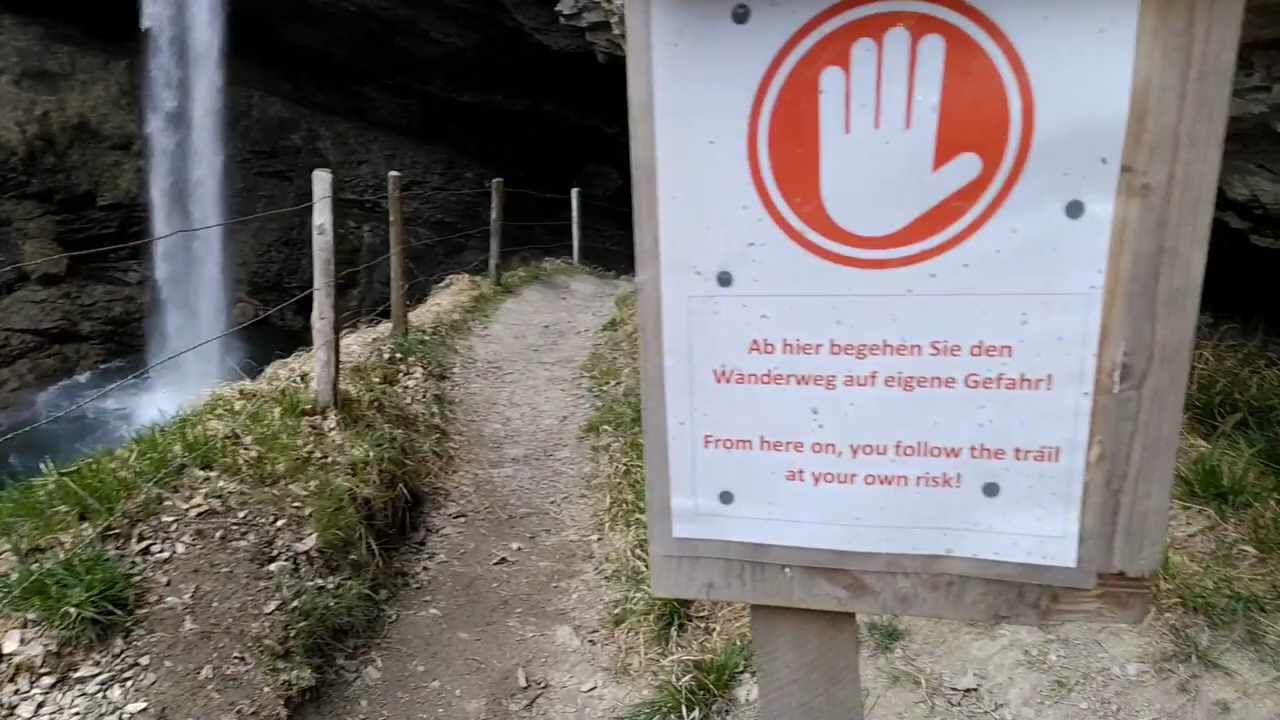 Ab hier begehen Sie den
Wanderweg auf eigene Gefahr!
From here on, you follow the trail
at your own risk!